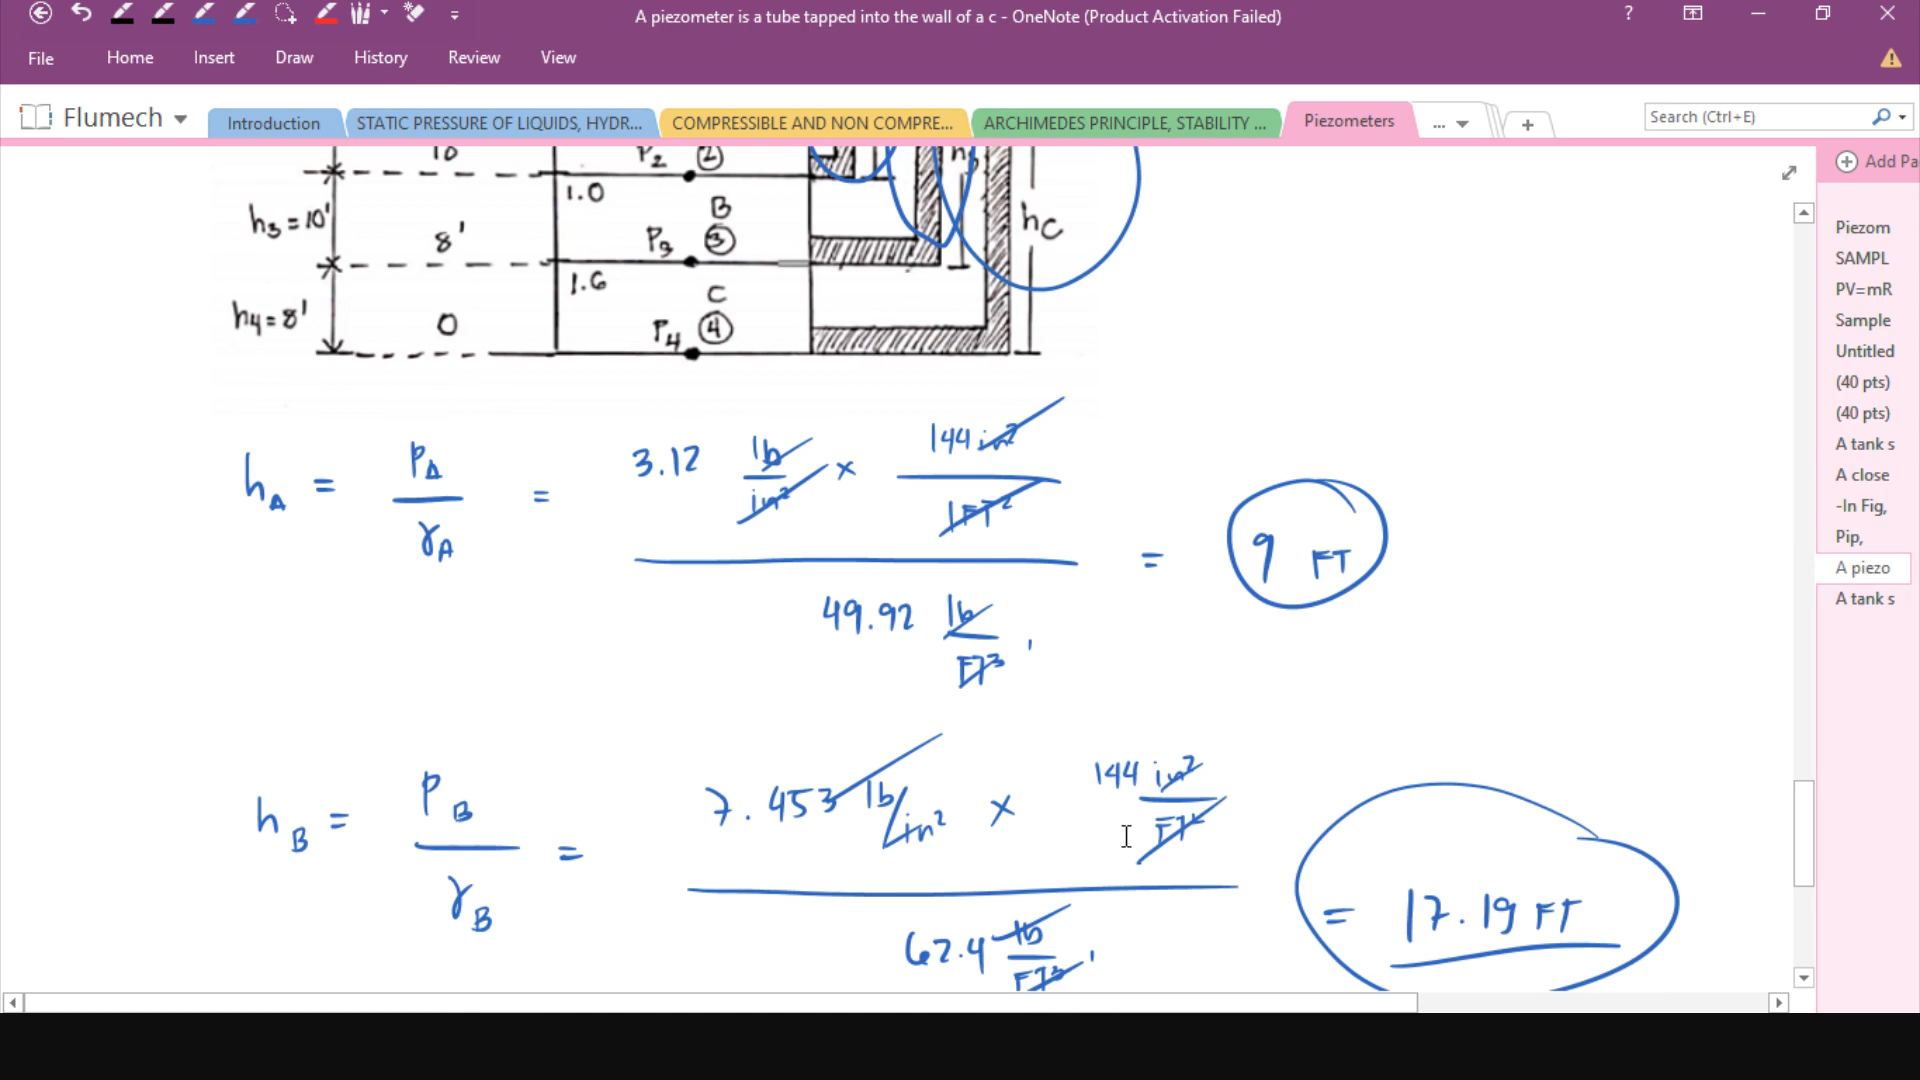 A piezometer is a tube tapped into the wall of a c - OneNote (Product Activation Failed)
?
File Home Insert Draw History Review View
Flumech
Introduction
STATIC PRESSURE OF LIQUIDS, HYDR...
COMPRESSIBLE AND NON COMPRE...
ARCHIMEDES PRINCIPLE, STABILITY ...
Piezometers
...
+
Search (Ctrl+E)
Add Pa
Piezom
SAMPL
PV=mR
Sample
Untitled
(40 pts)
(40 pts)
A tank s
A close
-In Fig,
Pip,
A piezo
A tank s
10 P2 ②
1.0
h3 = 10' 8' B
P3 ③
hC
1.6
h4 = 8' 0 C
P4 ④
hA = PA / γA = 3.12 lb/in² × 144 in² / 1FT²
49.92 lb/FT³
= 9 FT
hB = PB / γB = 7.453 lb/in² × 144 in² / FT²
62.4 lb/FT³
= 17.19 FT